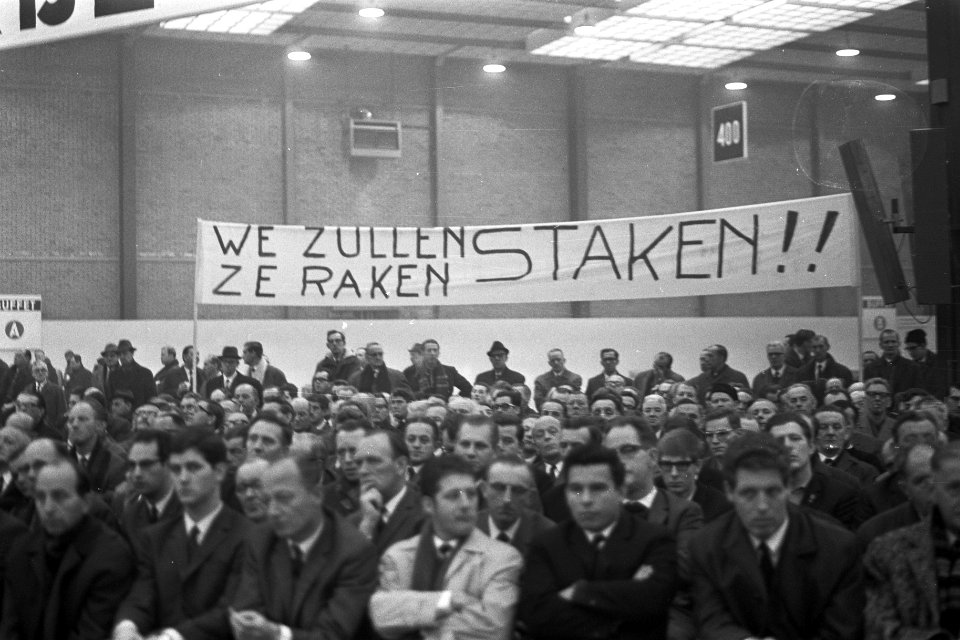 WE ZULLEN
ZE RAKEN
STAKEN!!
400
BUFFET
A